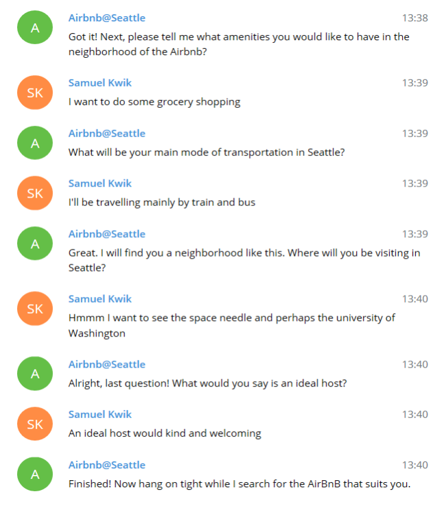 A
Airbnb@Seattle 13:38
Got it! Next, please tell me what amenities you would like to have in the
neighborhood of the Airbnb?
SK
Samuel Kwik 13:39
I want to do some grocery shopping
A
Airbnb@Seattle 13:39
What will be your main mode of transportation in Seattle?
SK
Samuel Kwik 13:39
I'll be travelling mainly by train and bus
A
Airbnb@Seattle 13:39
Great. I will find you a neighborhood like this. Where will you be visiting in
Seattle?
SK
Samuel Kwik 13:40
Hmmm I want to see the space needle and perhaps the university of
Washington
A
Airbnb@Seattle 13:40
Alright, last question! What would you say is an ideal host?
SK
Samuel Kwik 13:40
An ideal host would kind and welcoming
A
Airbnb@Seattle 13:40
Finished! Now hang on tight while I search for the AirBnB that suits you.